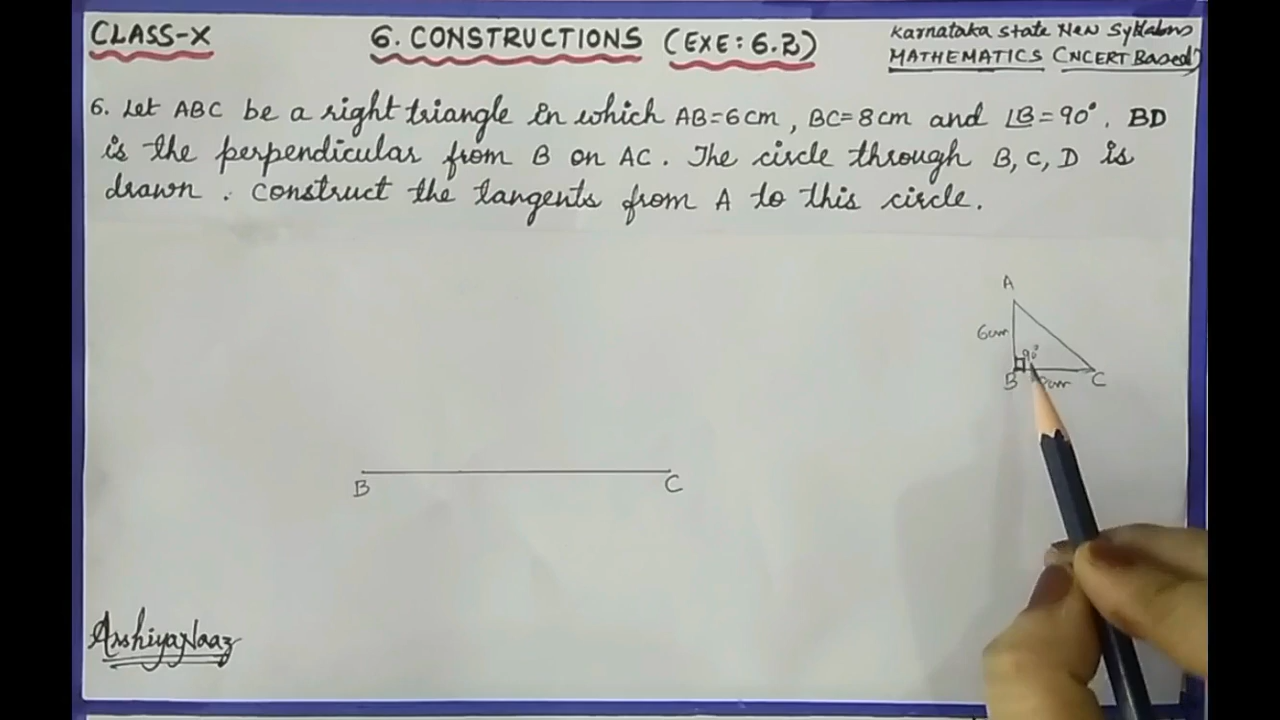 CLASS-X
6. CONSTRUCTIONS (EXE: 6.2)
Karnataka State New Syllabus
MATHEMATICS (NCERT Based)
6. Let ABC be a right triangle in which AB=6cm, BC=8cm and ∠B=90°. BD
is the perpendicular from B on AC. The circle through B, C, D is
drawn. Construct the tangents from A to this circle.
A
6cm
90°
B
C
B
C
ArshiyaNaaz